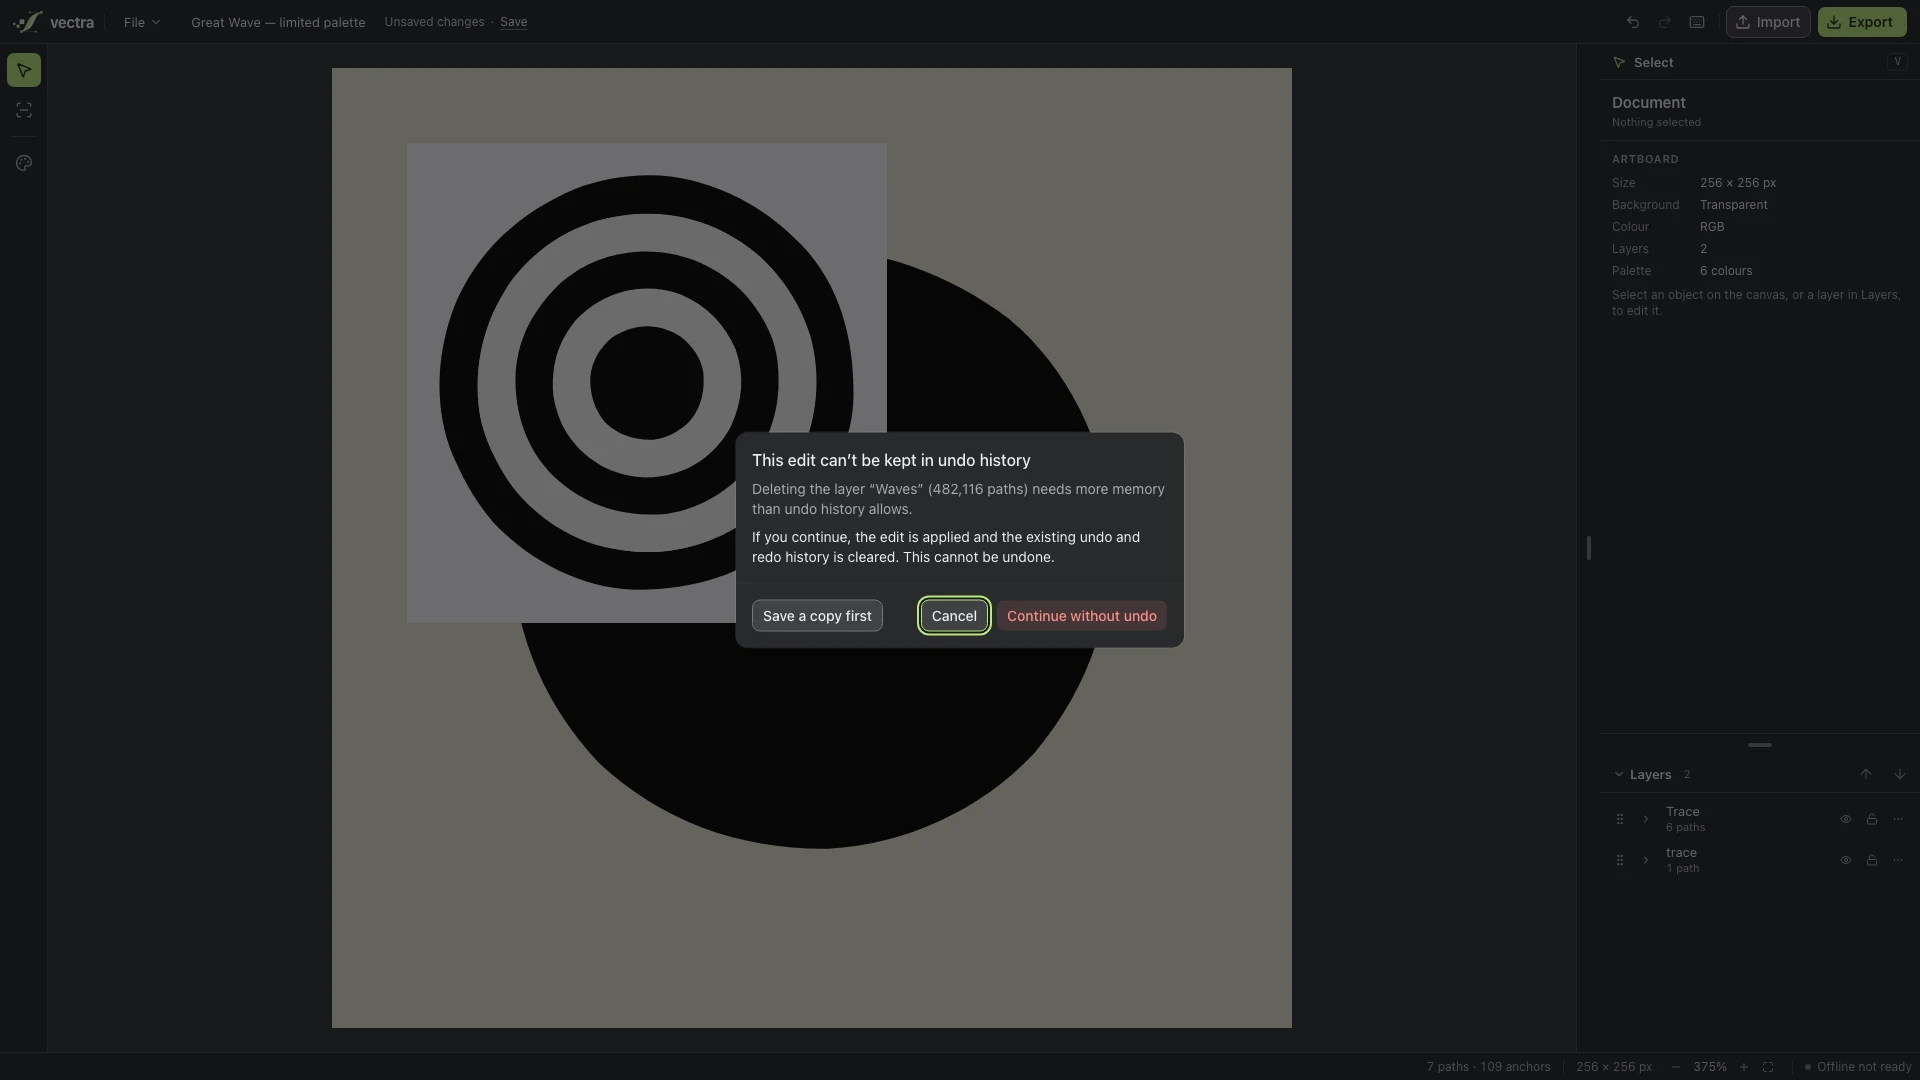 vectra
File
Great Wave — limited palette
Unsaved changes · Save
Import
Export
Select
V
Document
Nothing selected
ARTBOARD
Size 256 × 256 px
Background Transparent
Colour RGB
Layers 2
Palette 6 colours
Select an object on the canvas, or a layer in Layers,
to edit it.
This edit can’t be kept in undo history
Deleting the layer “Waves” (482,116 paths) needs more memory
than undo history allows.
If you continue, the edit is applied and the existing undo and
redo history is cleared. This cannot be undone.
Save a copy first
Cancel
Continue without undo
Layers 2
Trace
6 paths
trace
1 path
7 paths · 109 anchors
256 × 256 px
375%
Offline not ready